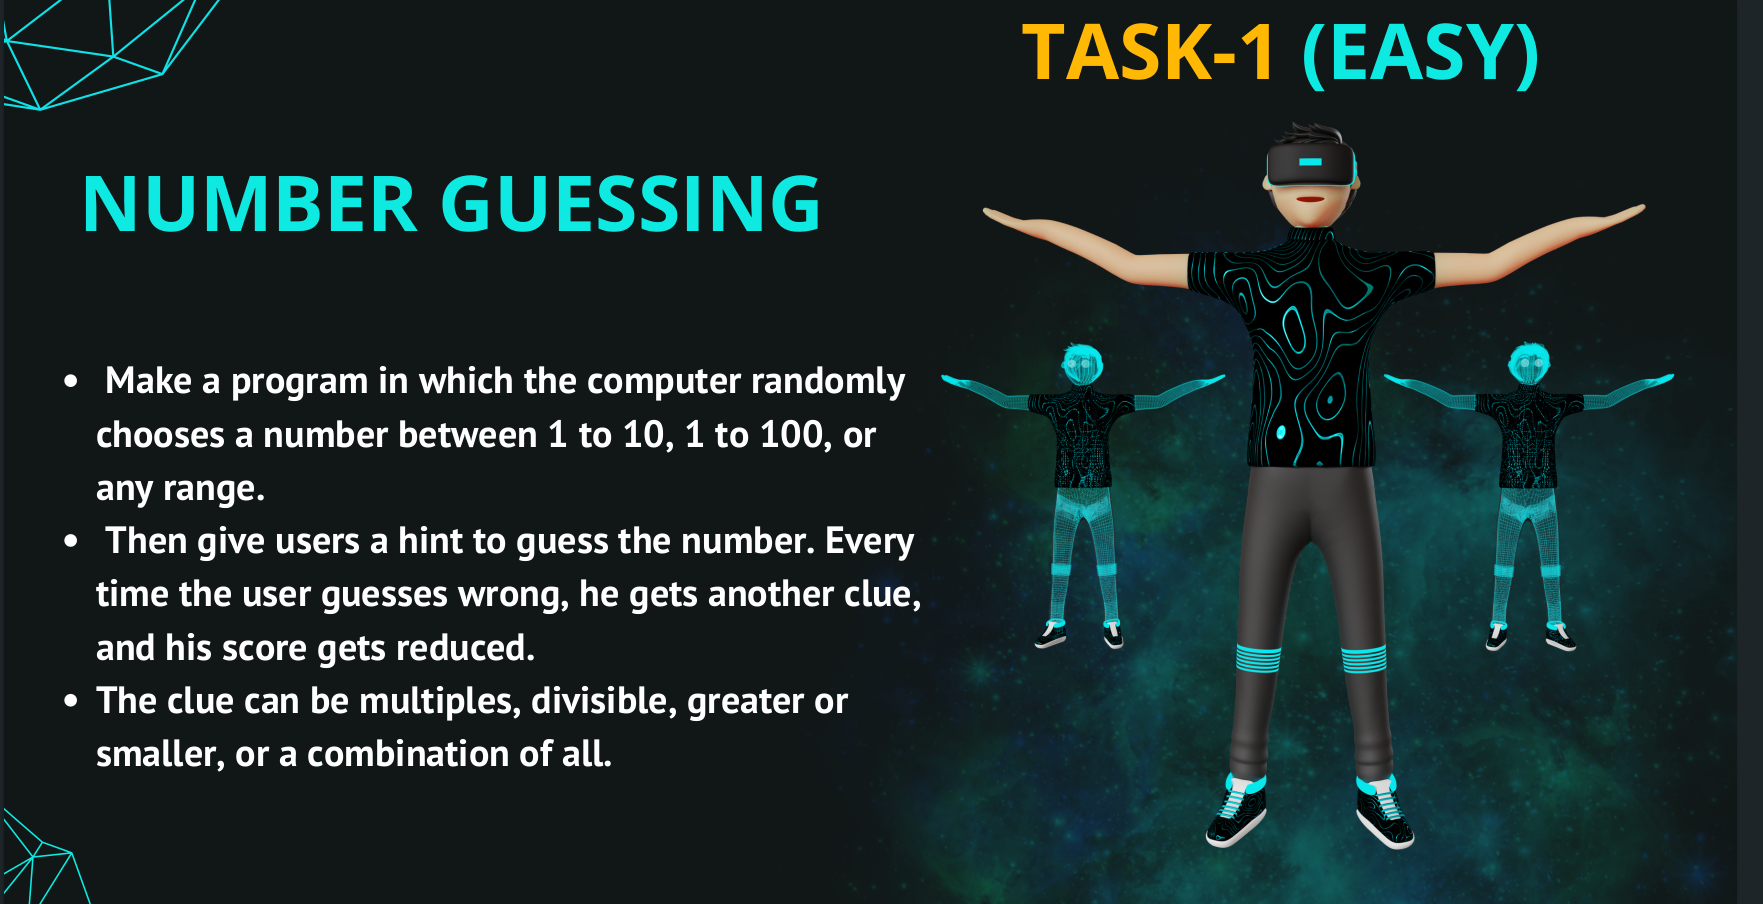 TASK-1 (EASY)
NUMBER GUESSING
• Make a program in which the computer randomly
chooses a number between 1 to 10, 1 to 100, or
any range.
• Then give users a hint to guess the number. Every
time the user guesses wrong, he gets another clue,
and his score gets reduced.
• The clue can be multiples, divisible, greater or
smaller, or a combination of all.